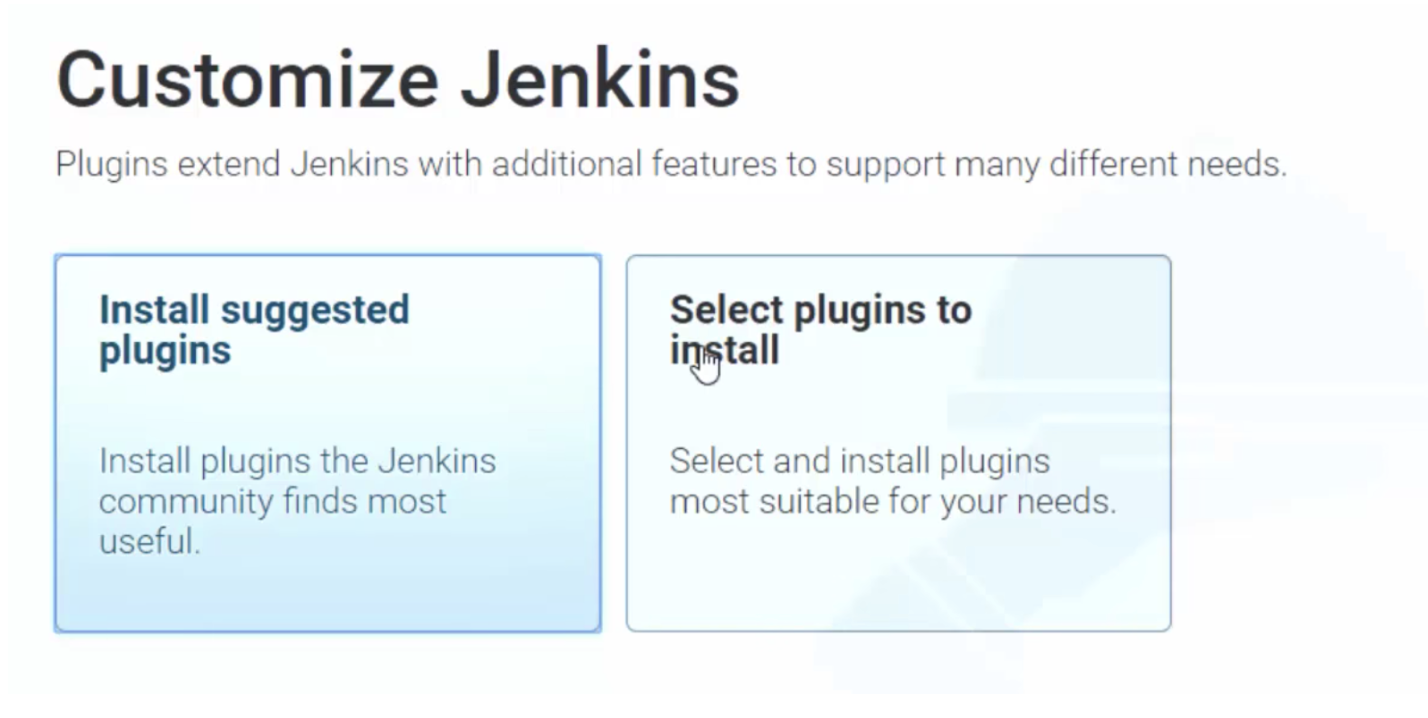 Customize Jenkins
Plugins extend Jenkins with additional features to support many different needs.
Install suggested
plugins
Install plugins the Jenkins
community finds most
useful.
Select plugins to
install
Select and install plugins
most suitable for your needs.